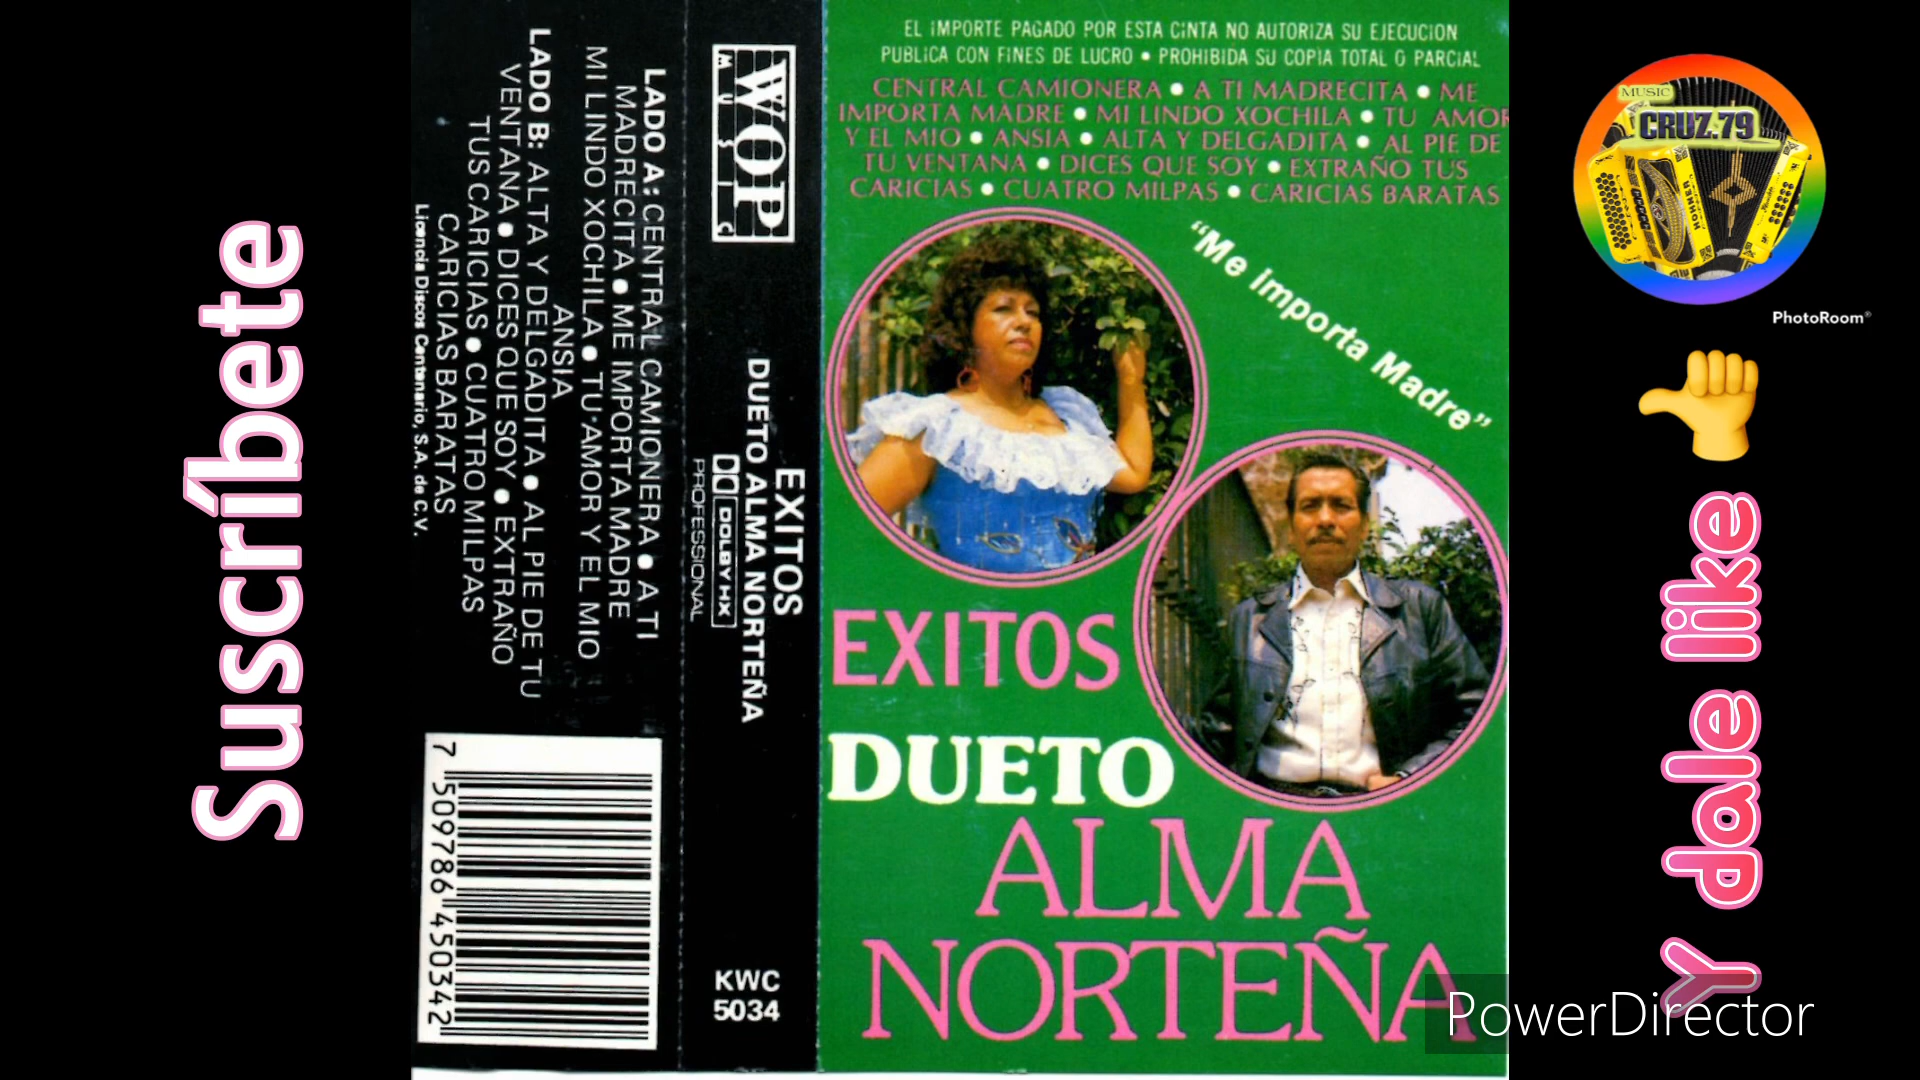 Suscríbete
LADO A: CENTRAL CAMIONERA • A TI
MADRECITA • ME IMPORTA MADRE
MI LINDO XOCHILA • TU AMOR Y EL MIO
ANSIA
LADO B: ALTA Y DELGADITA • AL PIE DE TU
VENTANA • DICES QUE SOY • EXTRAÑO
TUS CARICIAS • CUATRO MILPAS
CARICIAS BARATAS
Licencia Discos Centenario, S.A. de C.V.
7 509786 450342
WOP
MUSIC
EXITOS
DUETO ALMA NORTEÑA
DOLBY HX
PROFESSIONAL
KWC
5034
EL IMPORTE PAGADO POR ESTA CINTA NO AUTORIZA SU EJECUCION
PUBLICA CON FINES DE LUCRO • PROHIBIDA SU COPIA TOTAL O PARCIAL
CENTRAL CAMIONERA • A TI MADRECITA • ME
IMPORTA MADRE • MI LINDO XOCHILA • TU AMOR
Y EL MIO • ANSIA • ALTA Y DELGADITA • AL PIE DE
TU VENTANA • DICES QUE SOY • EXTRAÑO TUS
CARICIAS • CUATRO MILPAS • CARICIAS BARATAS
“Me importa Madre”
EXITOS
DUETO
ALMA
NORTEÑA
MUSIC
CRUZ.79
HOHNER
PhotoRoom®
Y dale like
PowerDirector